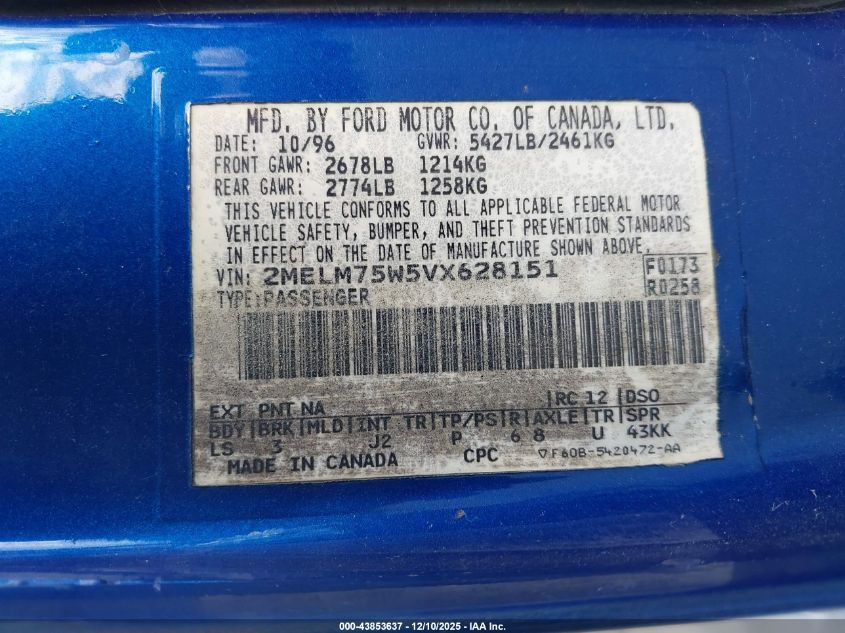 MFD. BY FORD MOTOR CO. OF CANADA, LTD.
DATE: 10/96 GVWR: 5427LB/2461KG
FRONT GAWR: 2678LB 1214KG
REAR GAWR: 2774LB 1258KG
THIS VEHICLE CONFORMS TO ALL APPLICABLE FEDERAL MOTOR
VEHICLE SAFETY, BUMPER, AND THEFT PREVENTION STANDARDS
IN EFFECT ON THE DATE OF MANUFACTURE SHOWN ABOVE.
VIN: 2MELM75W5VX628151 F0173
TYPE: PASSENGER R0258
EXT PNT NA RC 12 DSO
BDY BRK MLD INT TR TP/PS R AXLE TR SPR
LS 3 J2 P 6 8 U 43KK
MADE IN CANADA CPC F60B-5420472-AA
000-43853637 - 12/10/2025 - IAA Inc.